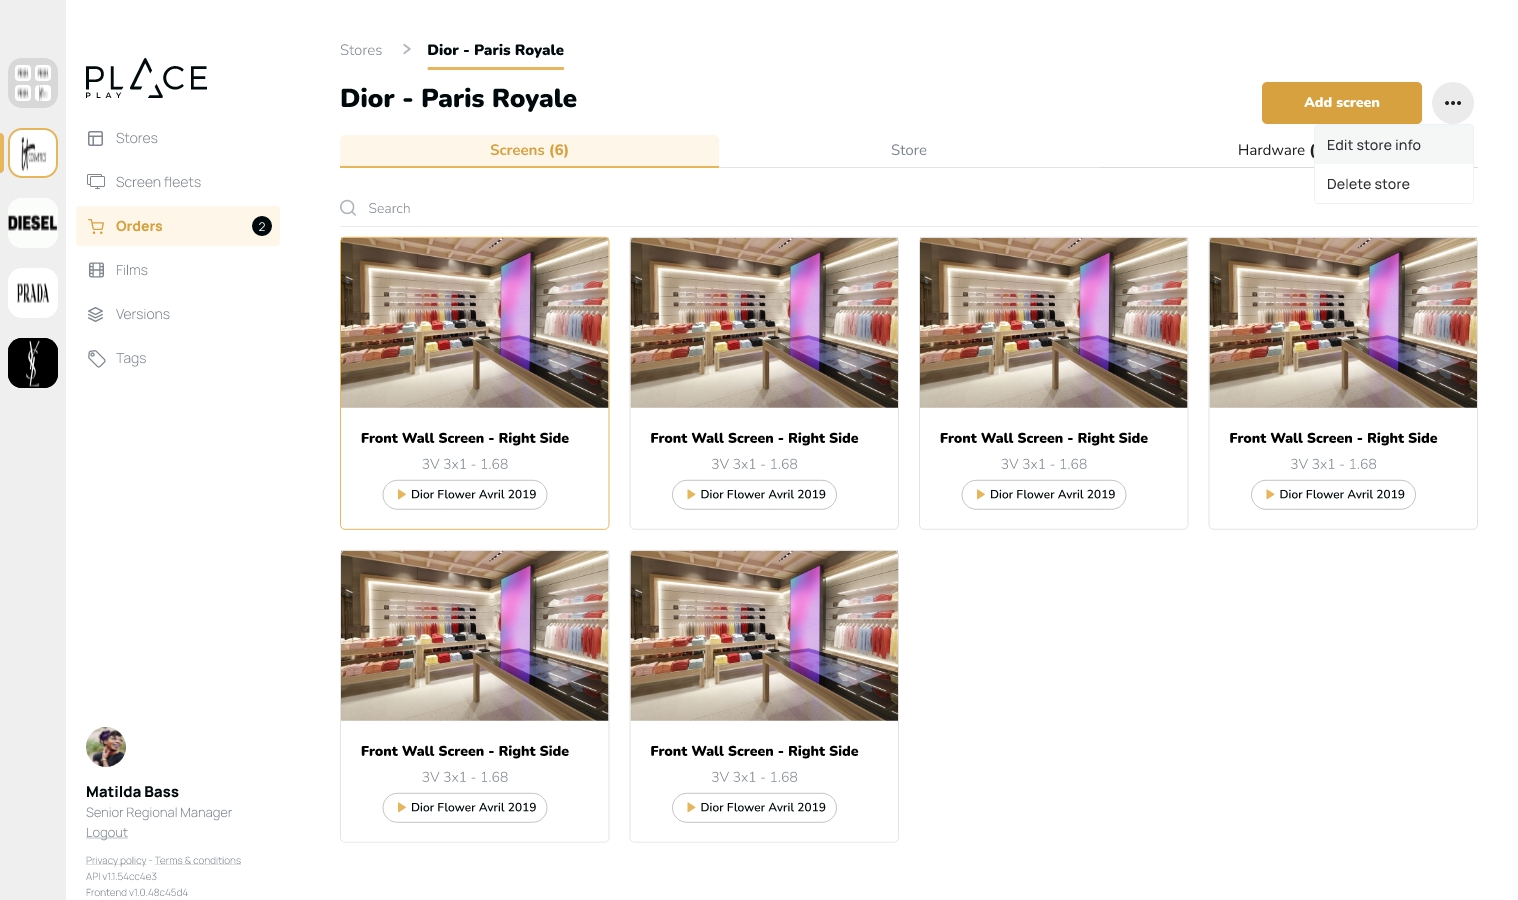 Stores > Dior - Paris Royale
Dior - Paris Royale
Add screen
•••
Edit store info
Delete store
Screens (6)
Store
Hardware (
Search
PLACE
PLAY
Stores
Screen fleets
Orders 2
Films
Versions
Tags
IT COSMETICS
DIESEL
PRADA
YSL
Front Wall Screen - Right Side
3V 3x1 - 1.68
Dior Flower Avril 2019
Front Wall Screen - Right Side
3V 3x1 - 1.68
Dior Flower Avril 2019
Front Wall Screen - Right Side
3V 3x1 - 1.68
Dior Flower Avril 2019
Front Wall Screen - Right Side
3V 3x1 - 1.68
Dior Flower Avril 2019
Front Wall Screen - Right Side
3V 3x1 - 1.68
Dior Flower Avril 2019
Front Wall Screen - Right Side
3V 3x1 - 1.68
Dior Flower Avril 2019
Matilda Bass
Senior Regional Manager
Logout
Privacy policy - Terms & conditions
API v1.1.54cc4e3
Frontend v1.0.48c45d4